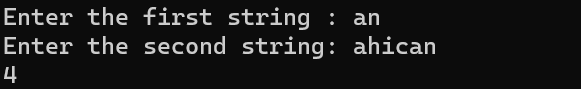 Enter the first string : an
Enter the second string: ahican
4